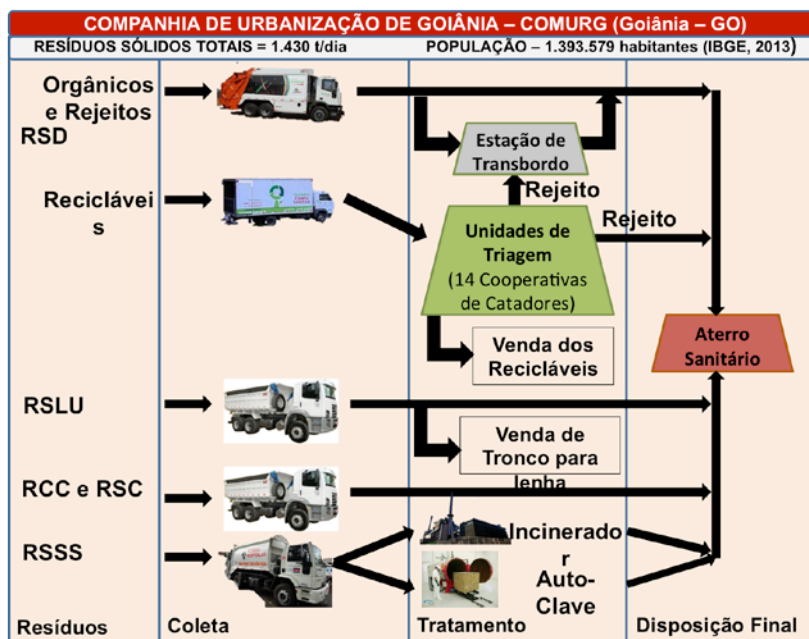 COMPANHIA DE URBANIZAÇÃO DE GOIÂNIA – COMURG (Goiânia – GO)
RESÍDUOS SÓLIDOS TOTAIS = 1.430 t/dia
POPULAÇÃO – 1.393.579 habitantes (IBGE, 2013)
Orgânicos
e Rejeitos
RSD
Estação de
Transbordo
Rejeito
Reciclávei
s
Unidades de
Triagem
(14 Cooperativas
de Catadores)
Rejeito
Venda dos
Recicláveis
Aterro
Sanitário
RSLU
Venda de
Tronco para
lenha
RCC e RSC
RSSS
Incinerado
r
Auto-
Clave
Resíduos
Coleta
Tratamento
Disposição Final